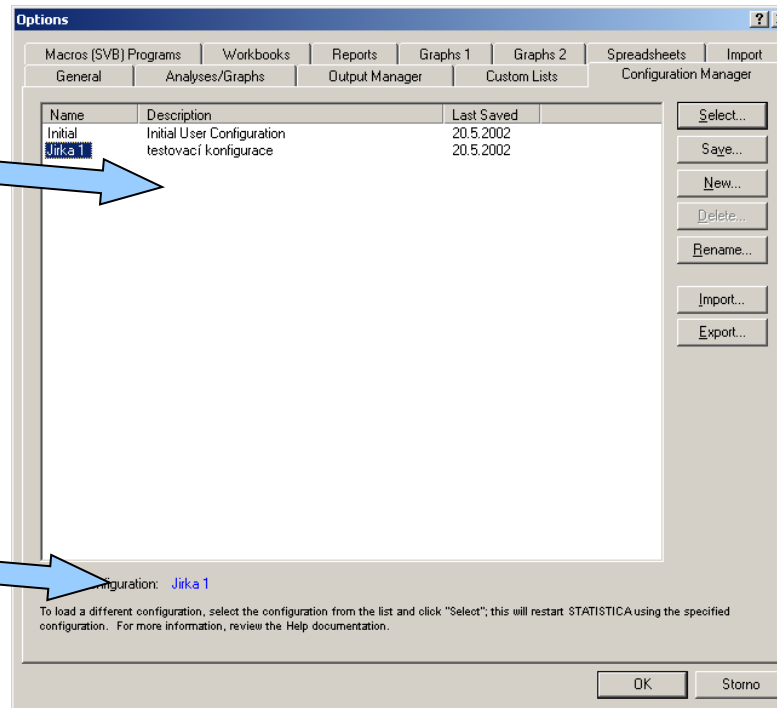 Options
Macros (SVB) Programs Workbooks Reports Graphs 1 Graphs 2 Spreadsheets Import
General Analyses/Graphs Output Manager Custom Lists Configuration Manager
Name Description Last Saved Select...
Initial Initial User Configuration 20.5.2002
Jirka 1 testovací konfigurace 20.5.2002 Save...
New...
Delete...
Rename...
Import...
Export...
nfiguration: Jirka 1
To load a different configuration, select the configuration from the list and click "Select"; this will restart STATISTICA using the specified
configuration. For more information, review the Help documentation.
OK Storno